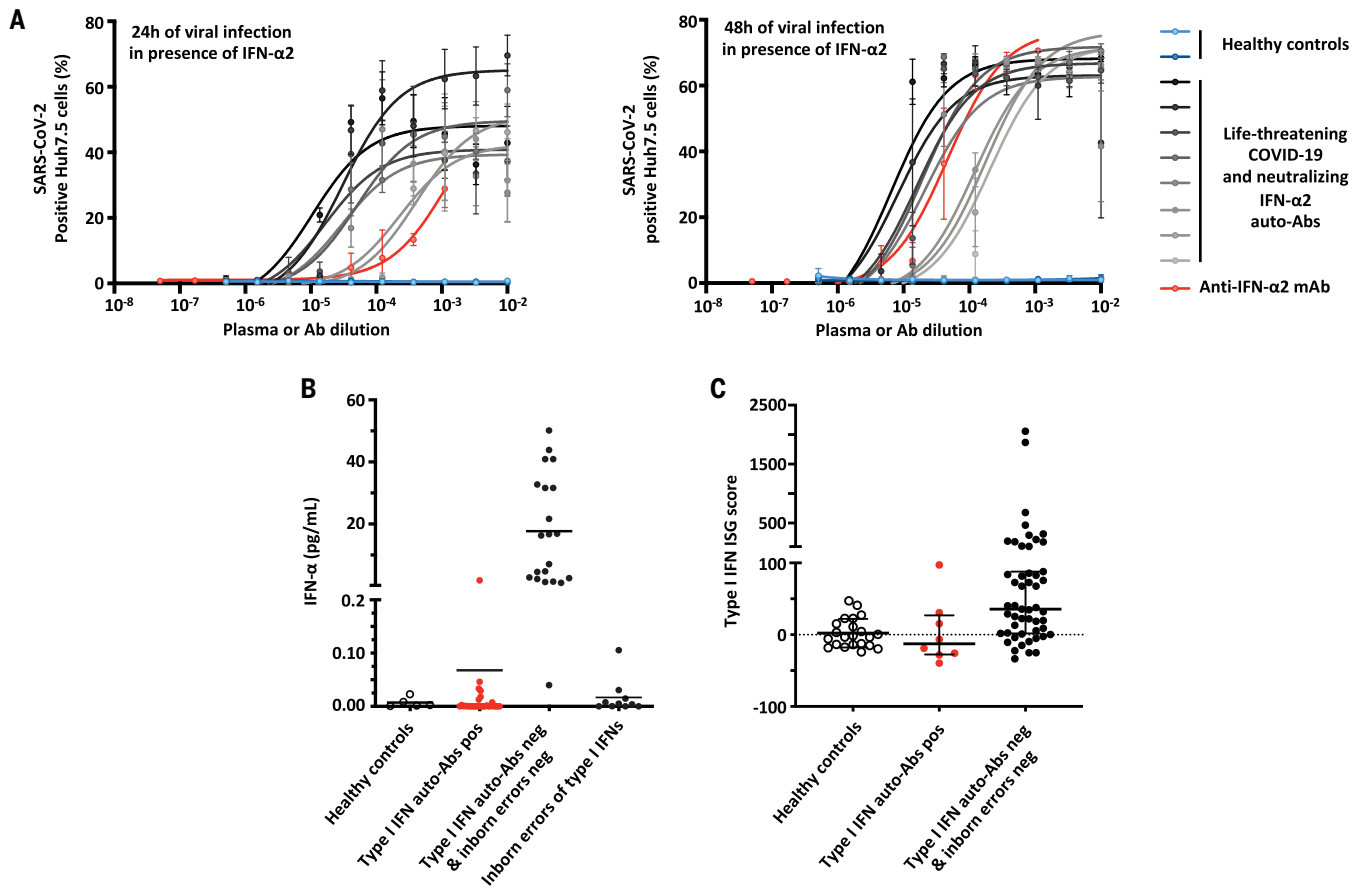 A
24h of viral infection
in presence of IFN-α2
SARS-CoV-2
Positive Huh7.5 cells (%)
80
60
40
20
0
10-8
10-7
10-6
10-5
10-4
10-3
10-2
Plasma or Ab dilution
48h of viral infection
in presence of IFN-α2
SARS-CoV-2
positive Huh7.5 cells (%)
80
60
40
20
0
10-8
10-7
10-6
10-5
10-4
10-3
10-2
Plasma or Ab dilution
Healthy controls
Life-threatening
COVID-19
and neutralizing
IFN-α2
auto-Abs
Anti-IFN-α2 mAb
B
IFN-α (pg/mL)
60
40
20
0.2
0.10
0.00
Healthy controls
Type I IFN auto-Abs pos
Type I IFN auto-Abs neg
& inborn errors neg
Inborn errors of type I IFNs
C
Type I IFN ISG score
2500
1500
500
100
0
-100
Healthy controls
Type I IFN auto-Abs pos
Type I IFN auto-Abs neg
& inborn errors neg